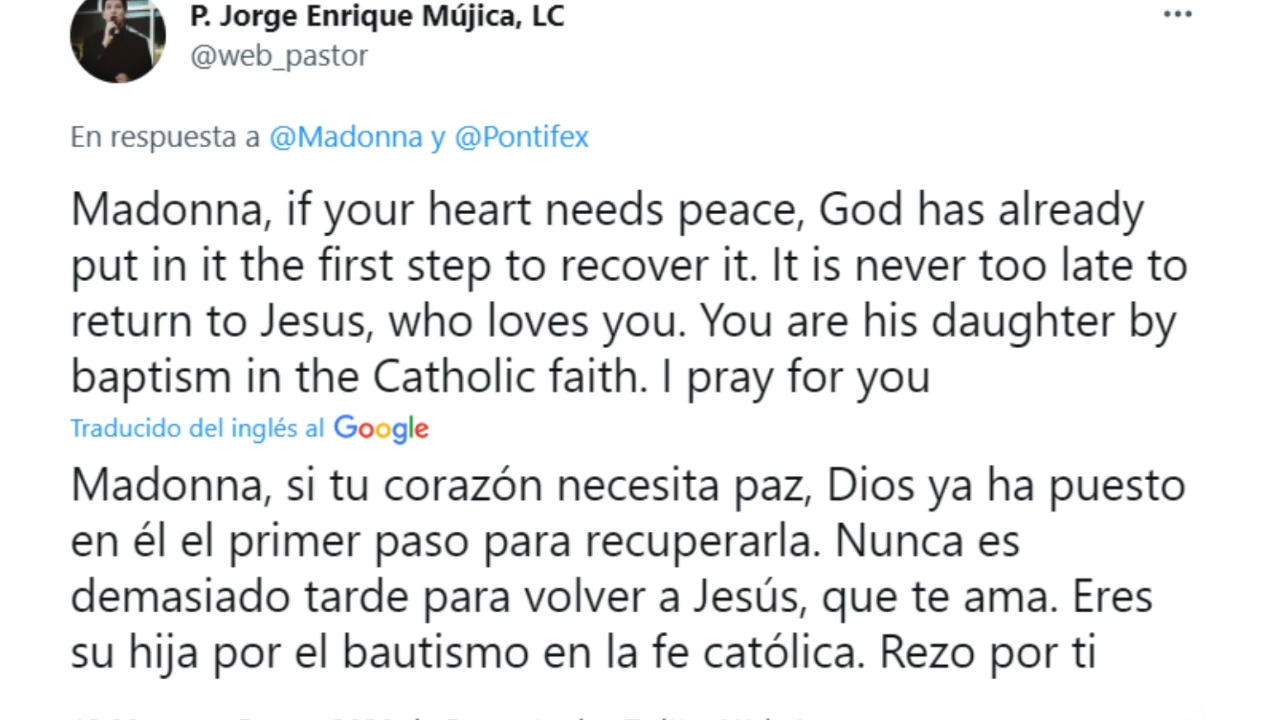 P. Jorge Enrique Mújica, LC
@web_pastor
En respuesta a @Madonna y @Pontifex
Madonna, if your heart needs peace, God has already
put in it the first step to recover it. It is never too late to
return to Jesus, who loves you. You are his daughter by
baptism in the Catholic faith. I pray for you
Traducido del inglés al Google
Madonna, si tu corazón necesita paz, Dios ya ha puesto
en él el primer paso para recuperarla. Nunca es
demasiado tarde para volver a Jesús, que te ama. Eres
su hija por el bautismo en la fe católica. Rezo por ti